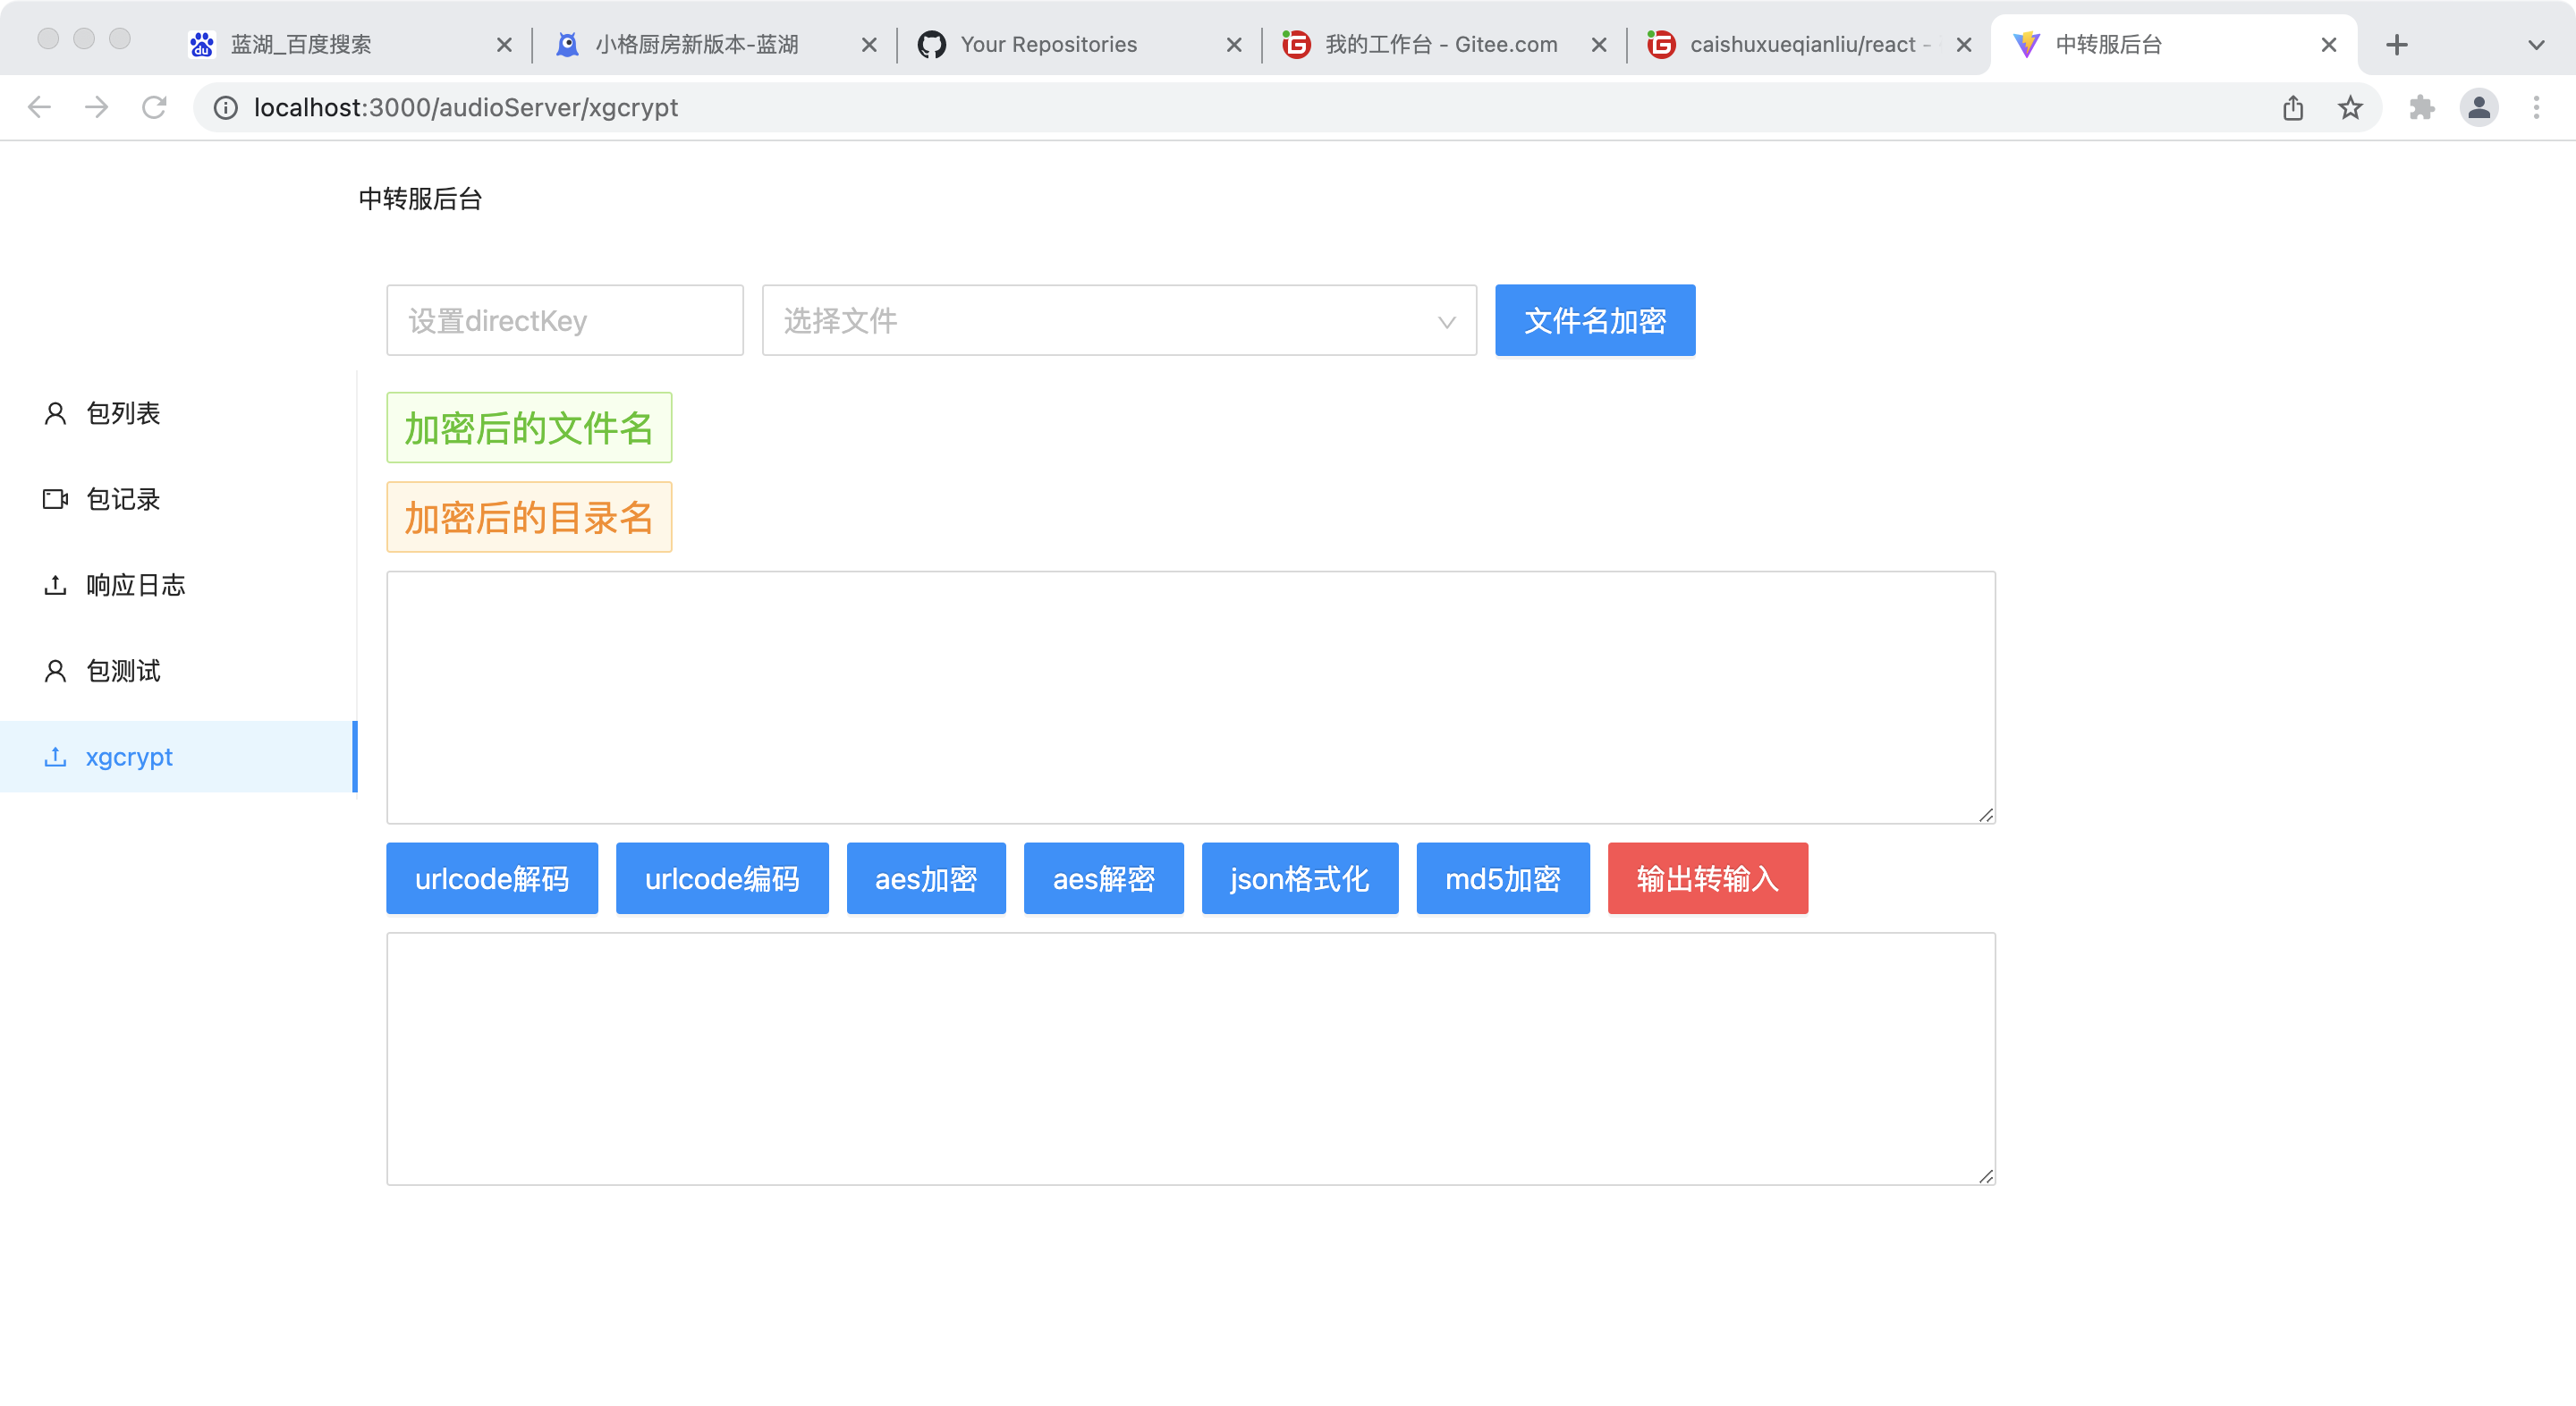 蓝湖_百度搜索
小格厨房新版本-蓝湖
Your Repositories
我的工作台 - Gitee.com
caishuxueqianliu/react -
中转服后台
localhost:3000/audioServer/xgcrypt
中转服后台
设置directKey
选择文件
文件名加密
包列表
包记录
响应日志
包测试
xgcrypt
加密后的文件名
加密后的目录名
urlcode解码
urlcode编码
aes加密
aes解密
json格式化
md5加密
输出转输入